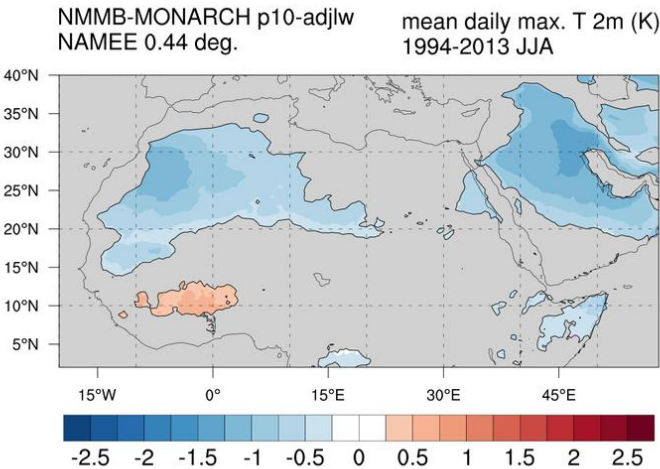 NMMB-MONARCH p10-adjlw
NAMEE 0.44 deg.
mean daily max. T 2m (K)
1994-2013 JJA
40°N
35°N
30°N
25°N
20°N
15°N
10°N
5°N
15°W 0° 15°E 30°E 45°E
-2.5 -2 -1.5 -1 -0.5 0 0.5 1 1.5 2 2.5